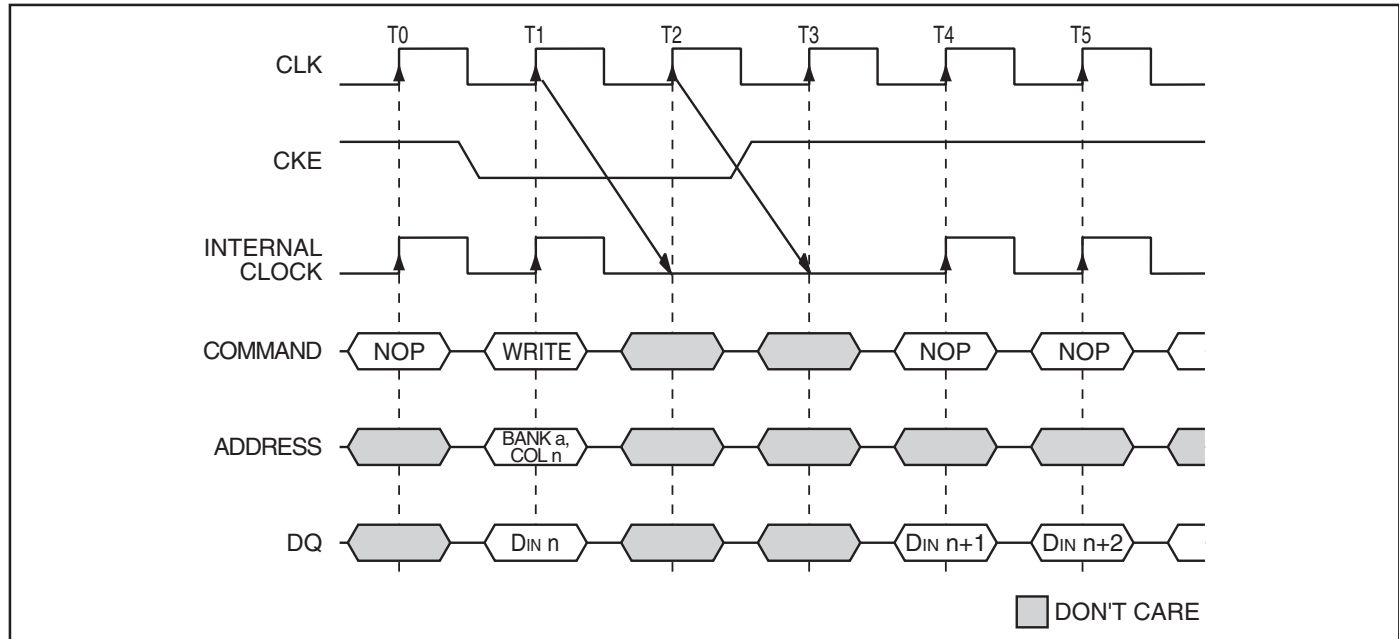 T0 T1 T2 T3 T4 T5
CLK
CKE
INTERNAL
CLOCK
COMMAND NOP WRITE NOP NOP
ADDRESS BANK a,
COL n
DQ DIN n DIN n+1 DIN n+2
DON'T CARE